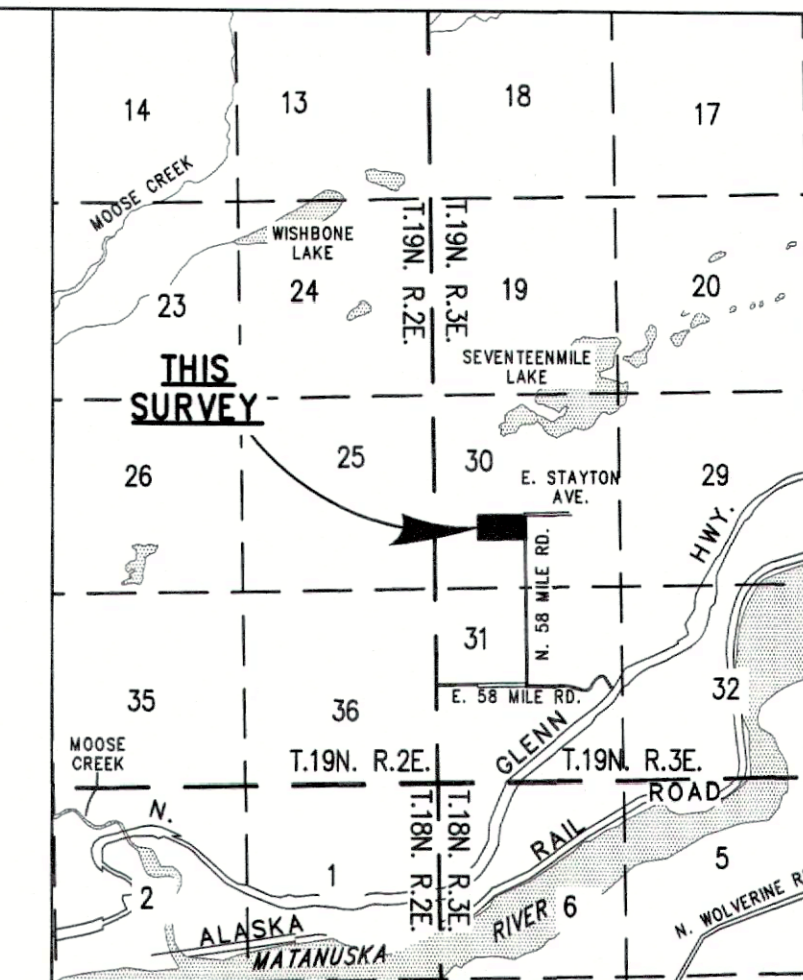 14
13
18
17
MOOSE CREEK
WISHBONE
LAKE
T.19N. R.2E.
T.19N. R.3E.
23
24
19
20
THIS
SURVEY
SEVENTEENMILE
LAKE
26
25
30
29
E. STAYTON
AVE.
N. 58 MILE RD.
GLENN HWY.
31
E. 58 MILE RD.
32
35
36
MOOSE
CREEK
T.19N. R.2E.
T.19N. R.3E.
N.
T.18N. R.2E.
T.18N. R.3E.
RAIL ROAD
2
1
6
5
ALASKA
MATANUSKA
RIVER
N. WOLVERINE